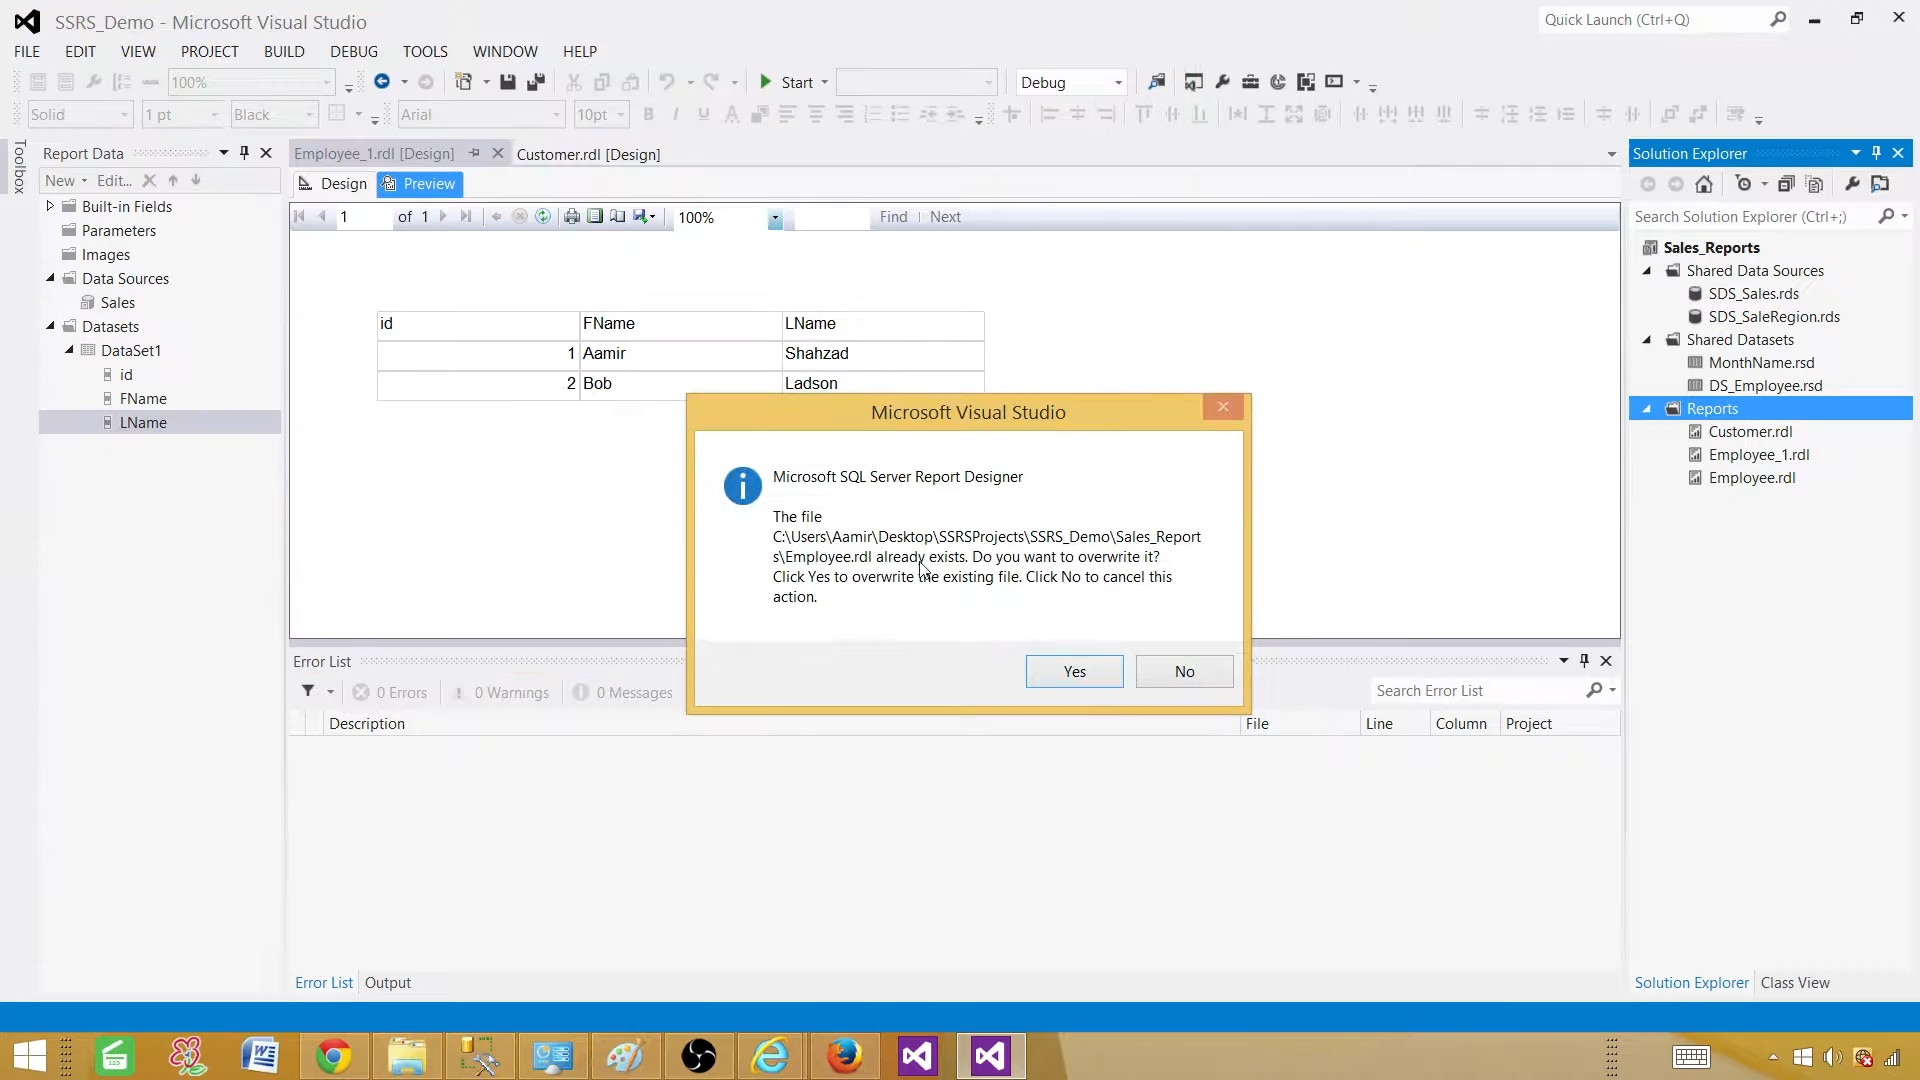 SSRS_Demo - Microsoft Visual Studio
Quick Launch (Ctrl+Q)
FILE EDIT VIEW PROJECT BUILD DEBUG TOOLS WINDOW HELP
100% Start Debug
Solid 1 pt Black Arial 10pt
Toolbox
Report Data
New Edit...
Built-in Fields
Parameters
Images
Data Sources
Sales
Datasets
DataSet1
id
FName
LName
Employee_1.rdl [Design] Customer.rdl [Design]
Design Preview
1 of 1 100% Find Next
id FName LName
1 Aamir Shahzad
2 Bob Ladson
Microsoft Visual Studio
Microsoft SQL Server Report Designer
The file
C:\Users\Aamir\Desktop\SSRSProjects\SSRS_Demo\Sales_Report
s\Employee.rdl already exists. Do you want to overwrite it?
Click Yes to overwrite the existing file. Click No to cancel this
action.
Yes No
Error List
0 Errors 0 Warnings 0 Messages Search Error List
Description File Line Column Project
Error List Output
Solution Explorer
Search Solution Explorer (Ctrl+;)
Sales_Reports
Shared Data Sources
SDS_Sales.rds
SDS_SaleRegion.rds
Shared Datasets
MonthName.rsd
DS_Employee.rsd
Reports
Customer.rdl
Employee_1.rdl
Employee.rdl
Solution Explorer Class View